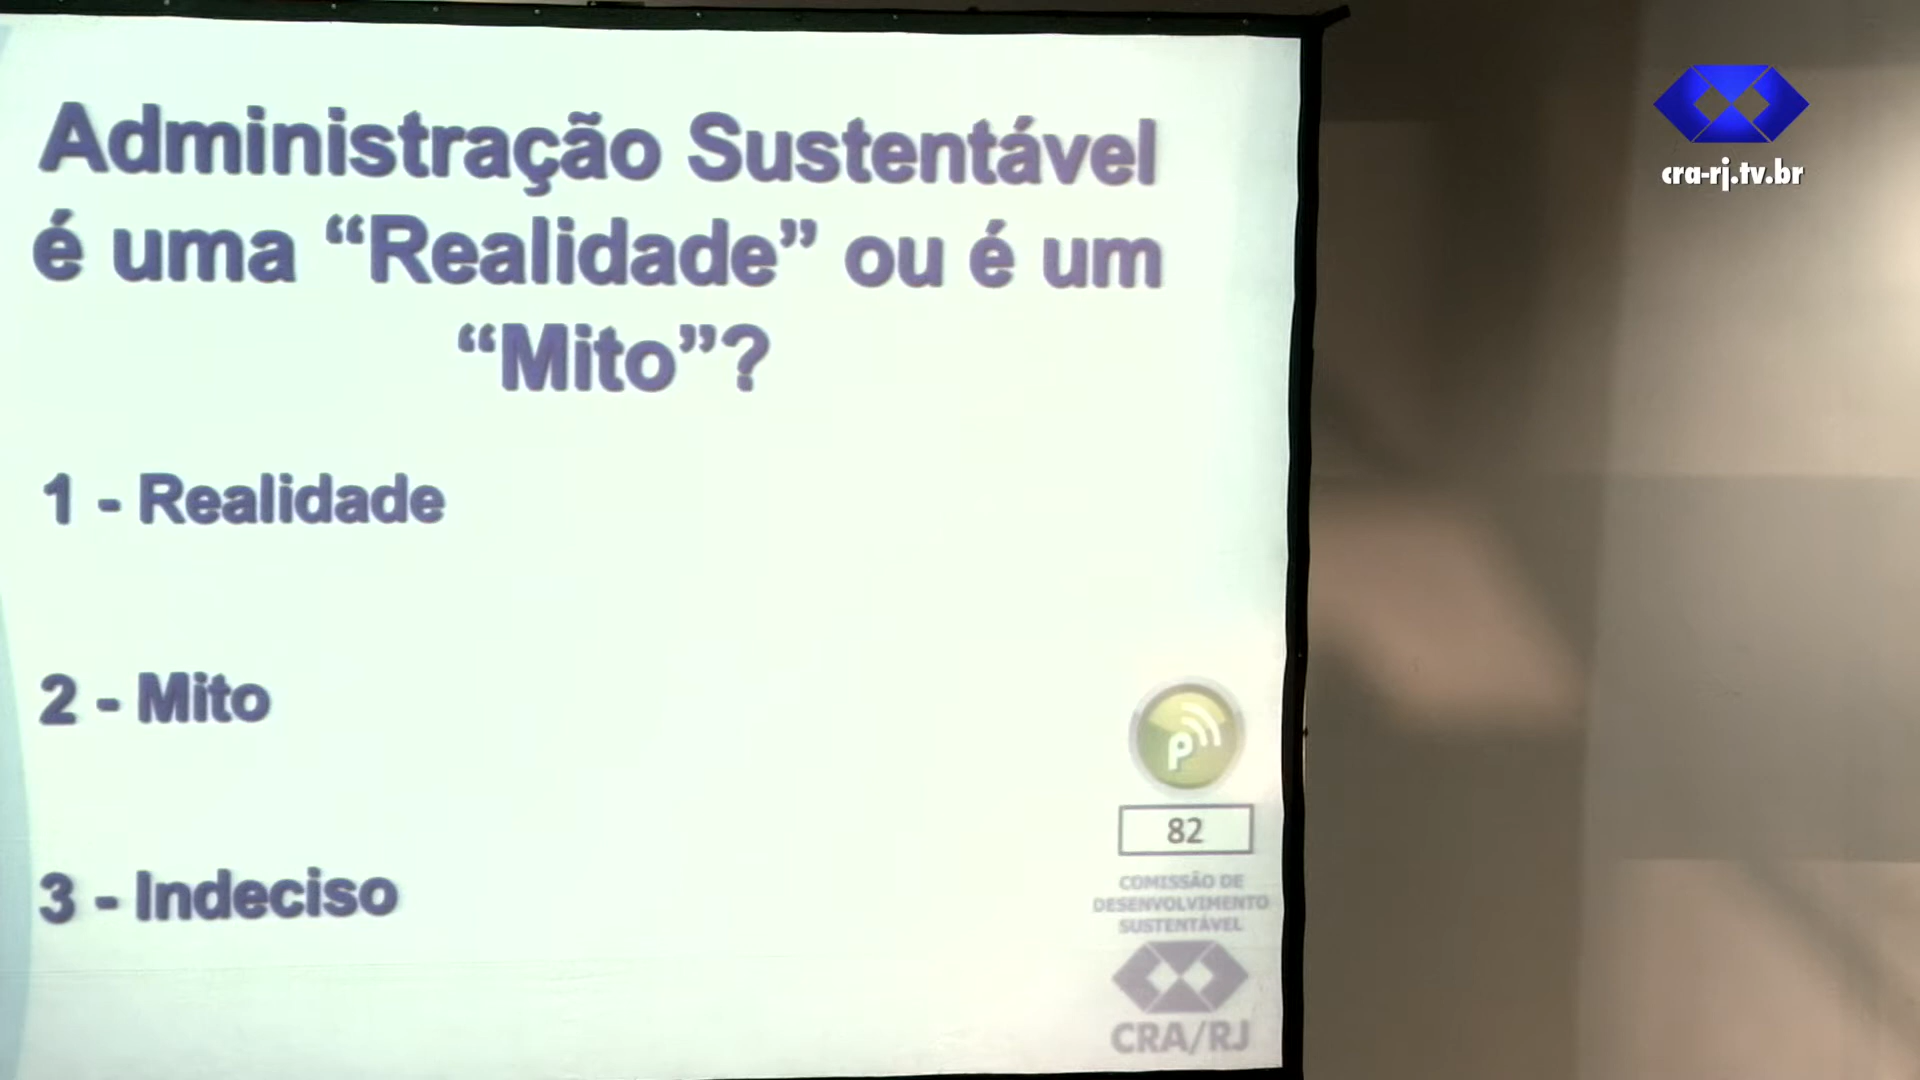 Administração Sustentável
é uma “Realidade” ou é um
“Mito”?
1 - Realidade
2 - Mito
3 - Indeciso
P
82
COMISSÃO DE
DESENVOLVIMENTO
SUSTENTÁVEL
CRA/RJ
cra-rj.tv.br